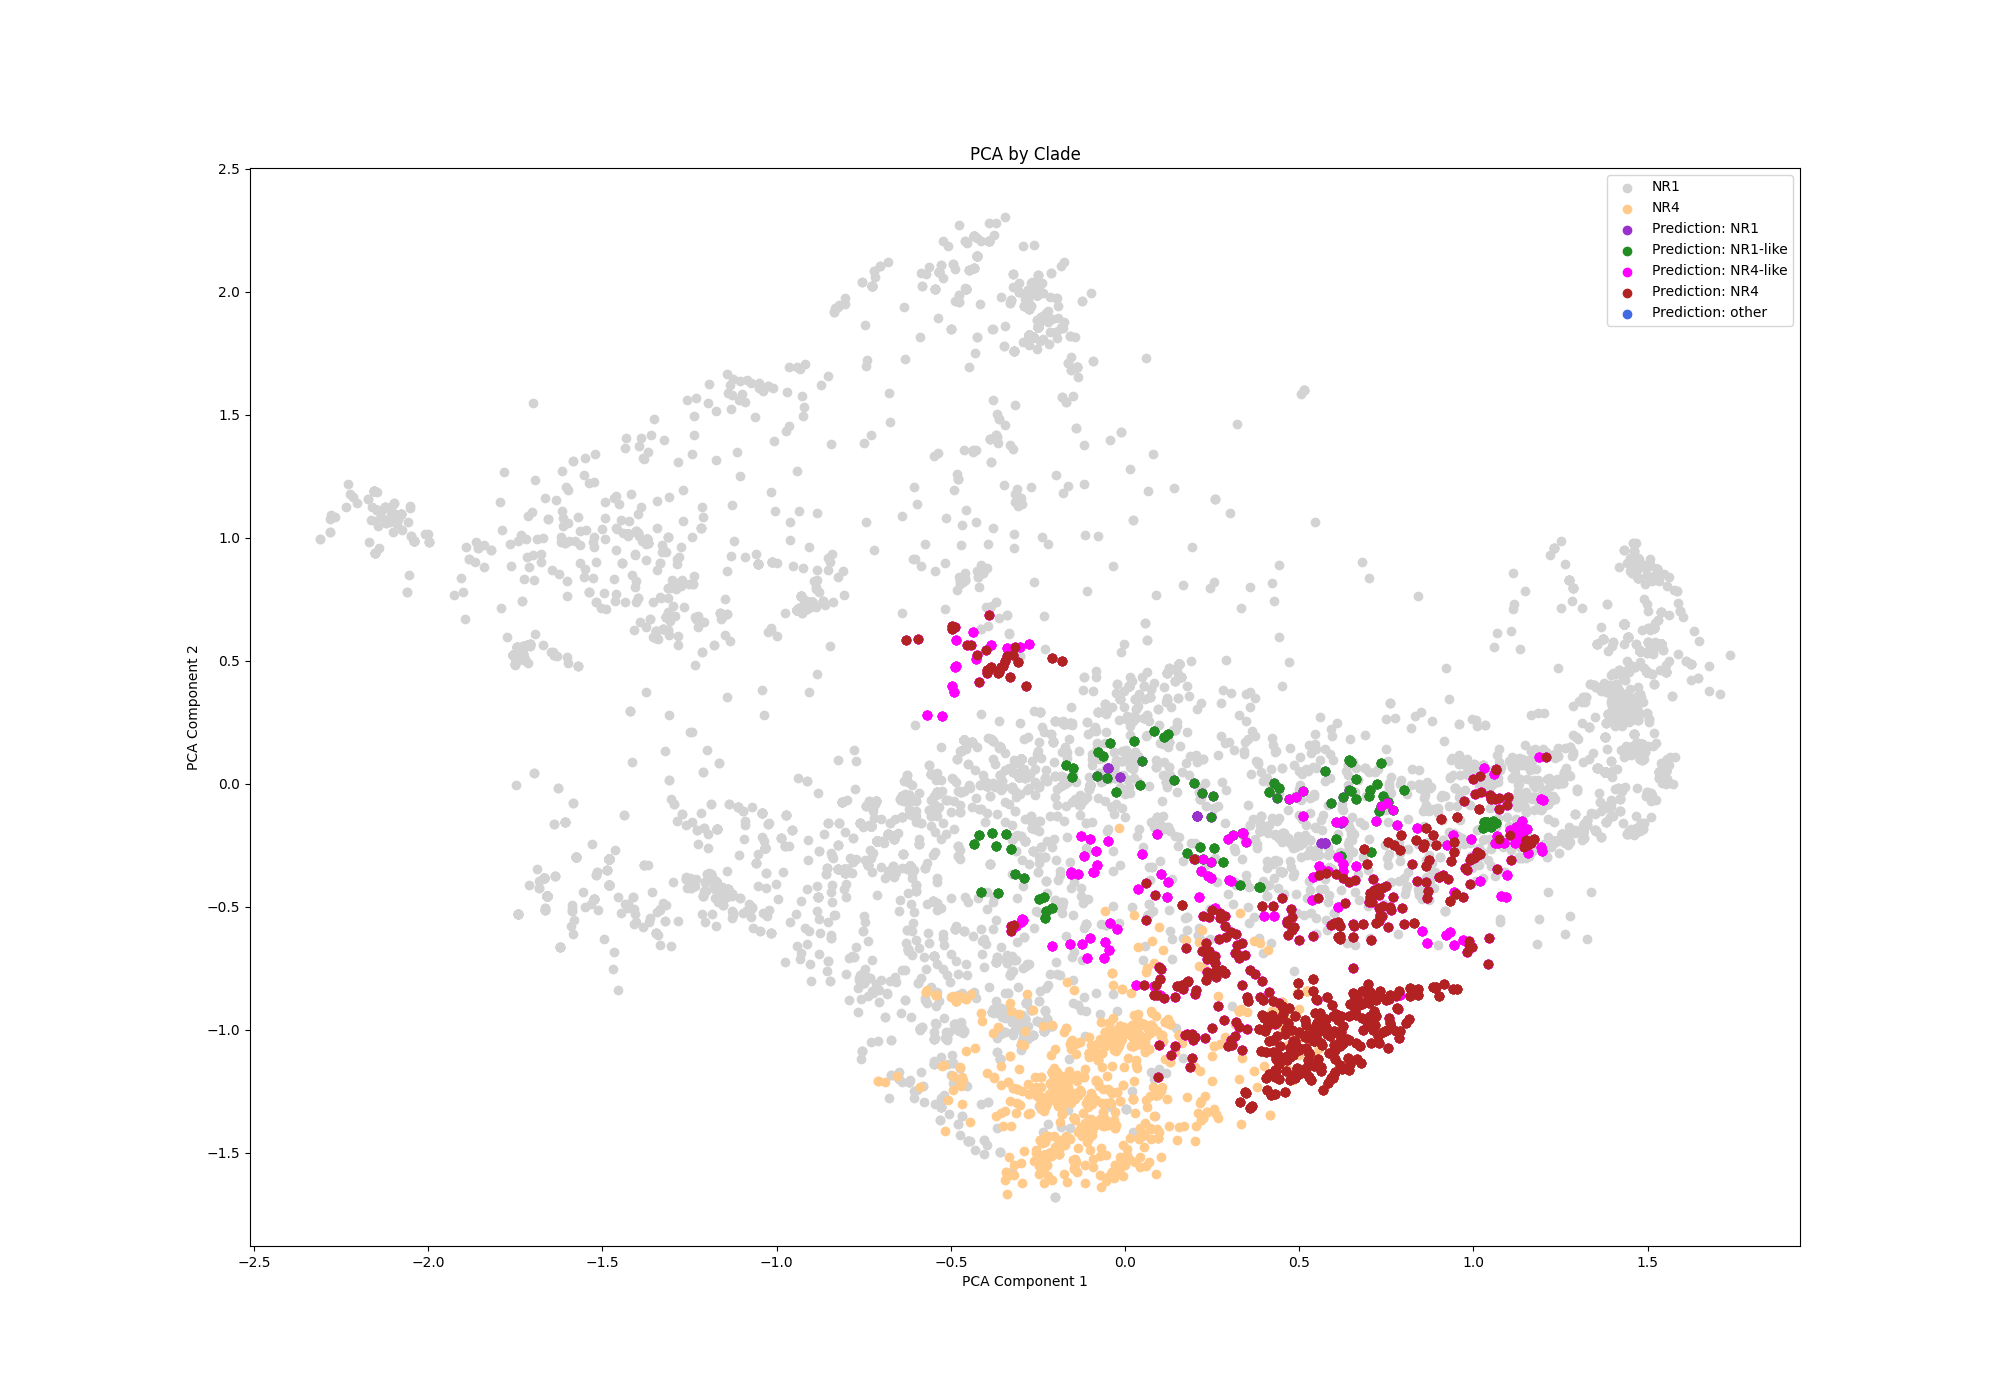 PCA by Clade
2.5
2.0
1.5
1.0
0.5
0.0
−0.5
−1.0
−1.5
PCA Component 2
NR1
NR4
Prediction: NR1
Prediction: NR1-like
Prediction: NR4-like
Prediction: NR4
Prediction: other
−2.5 −2.0 −1.5 −1.0 −0.5 0.0 0.5 1.0 1.5
PCA Component 1